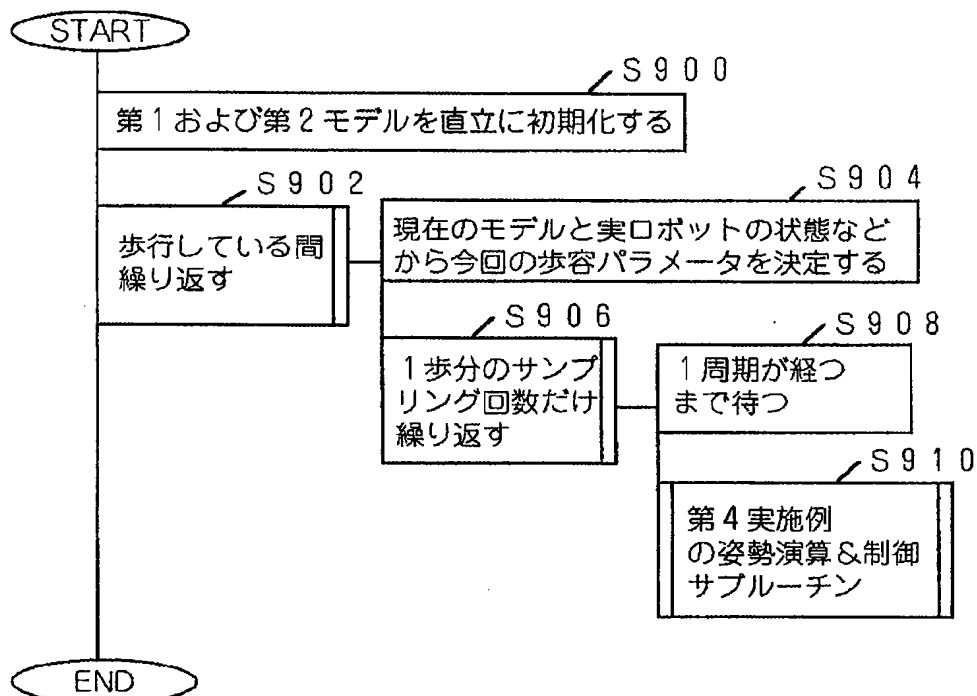 START
S900
第1および第2モデルを直立に初期化する
S902
歩行している間
繰り返す
S904
現在のモデルと実ロボットの状態など
から今回の歩容パラメータを決定する
S906
1歩分のサンプ
リング回数だけ
繰り返す
S908
1周期が経つ
まで待つ
S910
第4実施例
の姿勢演算&制御
サブルーチン
END